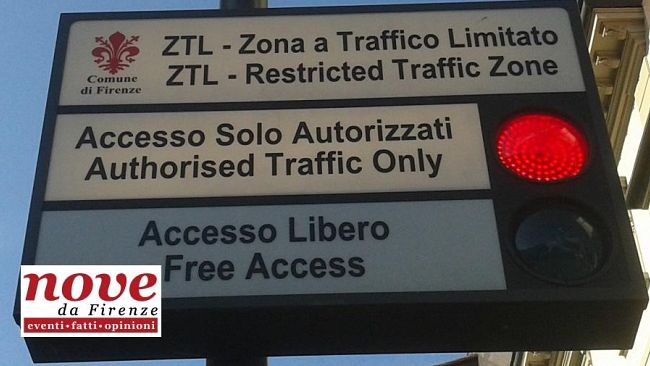 Comune
di Firenze
ZTL - Zona a Traffico Limitato
ZTL - Restricted Traffic Zone
Accesso Solo Autorizzati
Authorised Traffic Only
Accesso Libero
Free Access
nove
da Firenze
eventi•fatti•opinioni